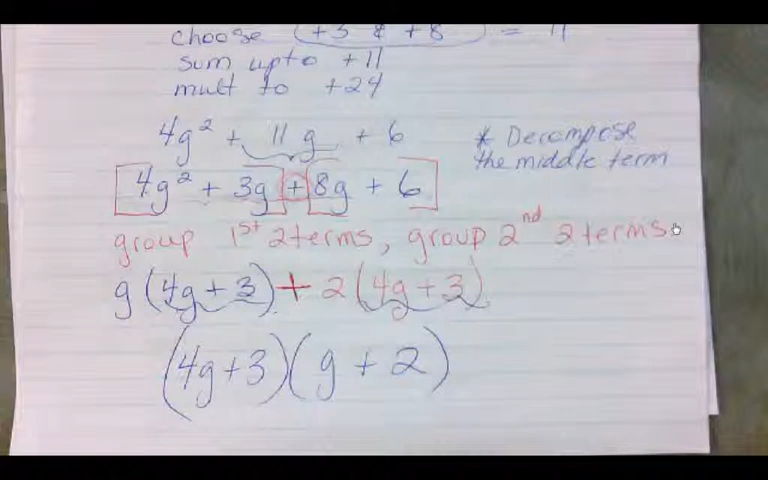 choose (+3 & +8) = 11
sum upto +11
mult to +24
4g² + 11g + 6
* Decompose
the middle term
4g² + 3g + 8g + 6
group 1st 2 terms, group 2nd 2 terms.
g(4g+3) + 2(4g+3)
(4g+3)(g+2)